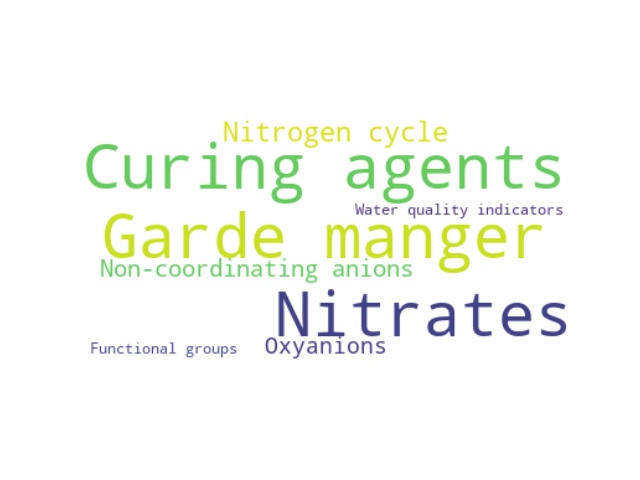 Nitrogen cycle
Curing agents
Water quality indicators
Garde manger
Non-coordinating anions
Nitrates
Functional groups
Oxyanions